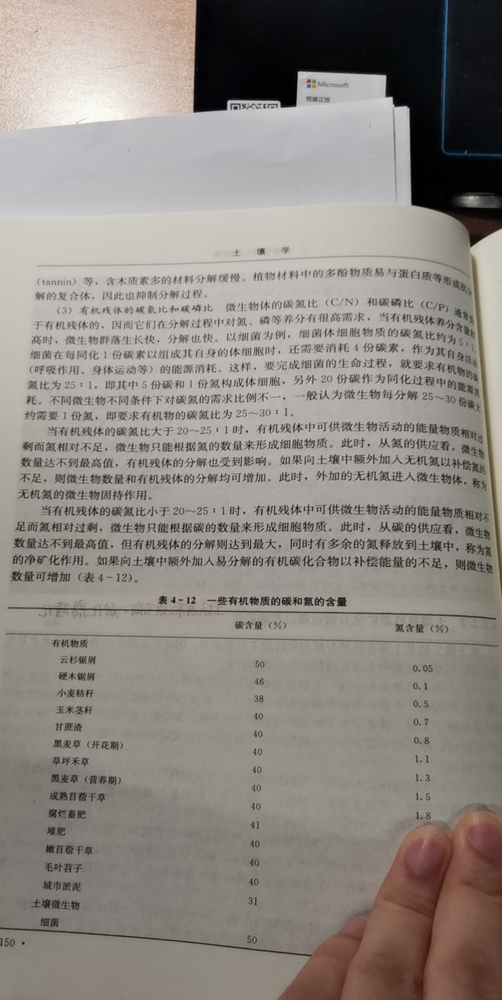 Microsoft
预装正版
土 壤 学
(tannin)等，含木质素多的材料分解缓慢。植物材料中的多酚物质易与蛋白质等形成抗分
解的复合体，因此也抑制分解过程。
(3)有机残体的碳氮比和碳磷比 微生物体的碳氮比(C/N)和碳磷比(C/P)通常
于有机残体的，因而它们在分解过程中对氮、磷等养分有很高需求，当有机残体养分含量较
高时，微生物群落生长快，分解也快。以细菌为例，细菌体细胞物质的碳氮比约为5∶1，
细菌在每同化1份碳素以组成其自身的体细胞时，还需要消耗4份碳素，作为其自身活动
(呼吸作用、身体运动等)的能源消耗。这样，要完成细菌的生命过程，就要求有机物的碳
氮比为25∶1，即其中5份碳和1份氮构成体细胞，另外20份碳作为同化过程中的能源消
耗。不同微生物不同条件下对碳氮的需求比例不一，一般认为微生物每分解25～30份碳大
约需要1份氮，即要求有机物的碳氮比为25～30∶1。
当有机残体的碳氮比大于20～25∶1时，有机残体中可供微生物活动的能量物质相对过
剩而氮相对不足，微生物只能根据氮的数量来形成细胞物质。此时，从氮的供应看，微生物
数量达不到最高值，有机残体的分解也受到影响。如果向土壤中额外加入无机氮以补偿氮的
不足，则微生物数量和有机残体的分解均可增加。此时，外加的无机氮进入微生物体，称为
无机氮的微生物固持作用。
当有机残体的碳氮比小于20～25∶1时，有机残体中可供微生物活动的能量物质相对不
足而氮相对过剩，微生物只能根据碳的数量来形成细胞物质。此时，从碳的供应看，微生物
数量达不到最高值，但有机残体的分解则达到最大，同时有多余的氮释放到土壤中，称为氮
的净矿化作用。如果向土壤中额外加入易分解的有机碳化合物以补偿能量的不足，则微生物
数量可增加(表4-12)。
表4-12 一些有机物质的碳和氮的含量
碳含量(%) 氮含量(%)
有机物质
云杉锯屑 50 0.05
硬木锯屑 46 0.1
小麦秸秆 38 0.5
玉米茎秆 40 0.7
甘蔗渣 40 0.8
黑麦草(开花期) 40 1.1
草坪禾草 40 1.3
黑麦草(营养期) 40 1.5
成熟苜蓿干草 40 1.8
腐烂畜肥 41
堆肥 40
嫩苜蓿干草 40
毛叶苕子 40
城市淤泥 31
土壤微生物
细菌 50
150 ·